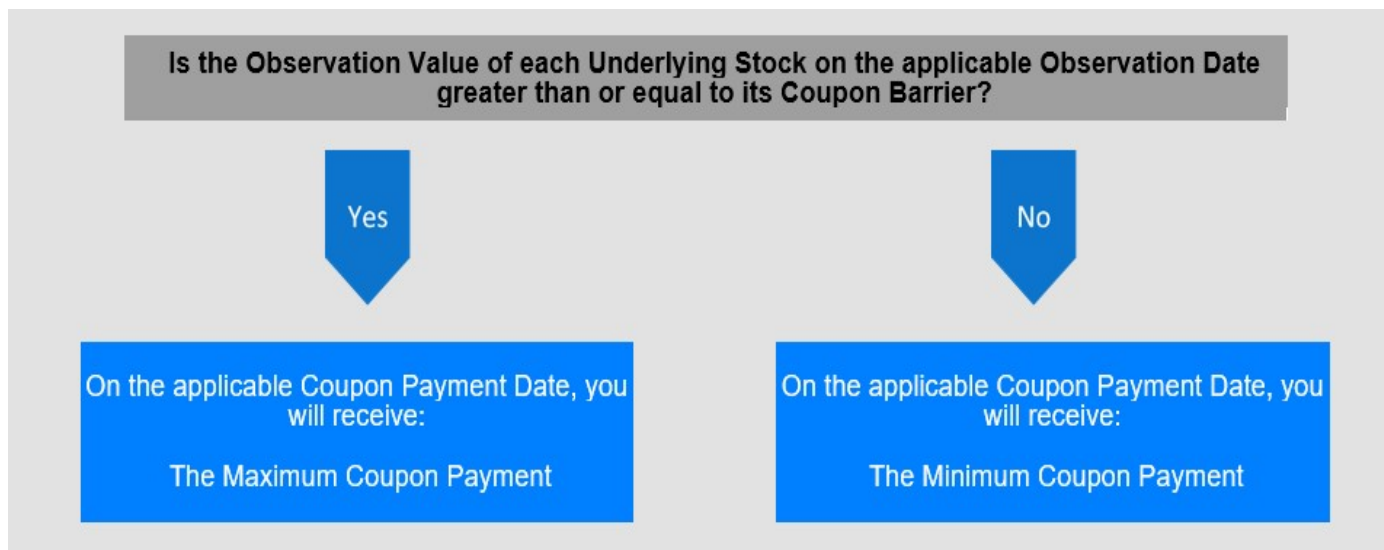 Is the Observation Value of each Underlying Stock on the applicable Observation Date
greater than or equal to its Coupon Barrier?
Yes
No
On the applicable Coupon Payment Date, you
will receive:
The Maximum Coupon Payment
On the applicable Coupon Payment Date, you
will receive:
The Minimum Coupon Payment